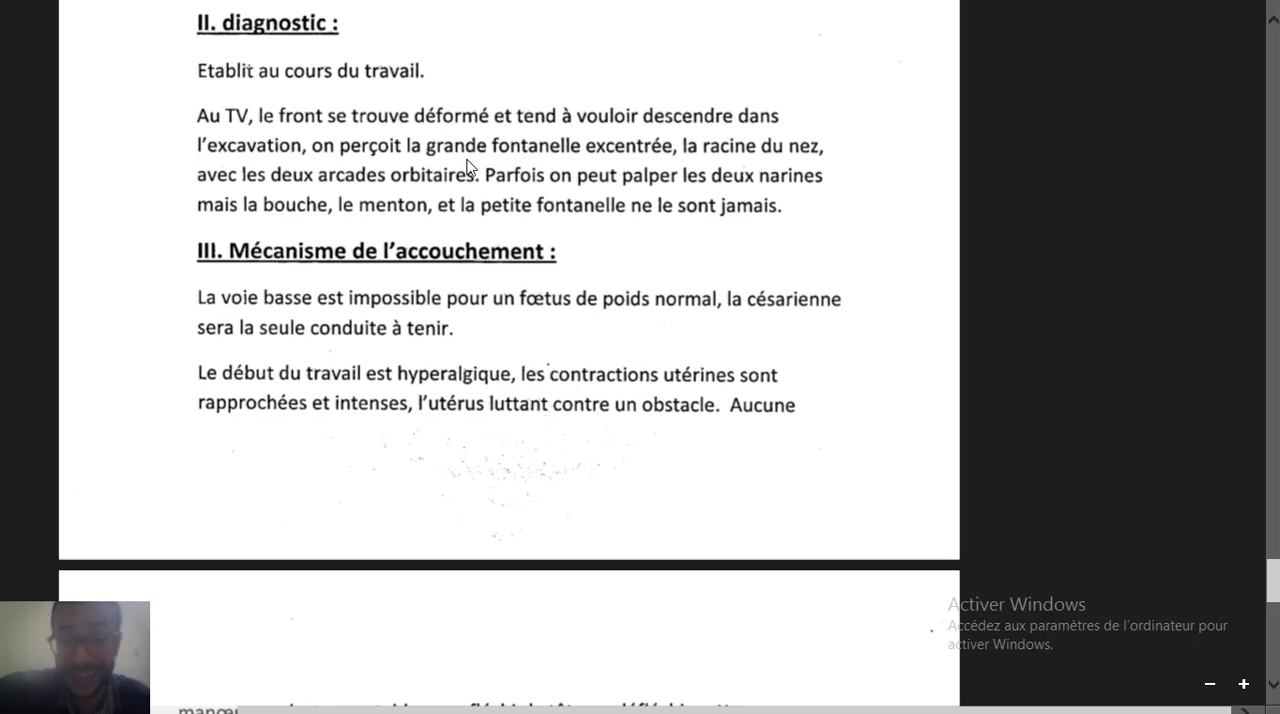 II. diagnostic :
Etablit au cours du travail.
Au TV, le front se trouve déformé et tend à vouloir descendre dans
l'excavation, on perçoit la grande fontanelle excentrée, la racine du nez,
avec les deux arcades orbitaires. Parfois on peut palper les deux narines
mais la bouche, le menton, et la petite fontanelle ne le sont jamais.
III. Mécanisme de l'accouchement :
La voie basse est impossible pour un fœtus de poids normal, la césarienne
sera la seule conduite à tenir.
Le début du travail est hyperalgique, les contractions utérines sont
rapprochées et intenses, l'utérus luttant contre un obstacle. Aucune
Activer Windows
Accédez aux paramètres de l'ordinateur pour
activer Windows.